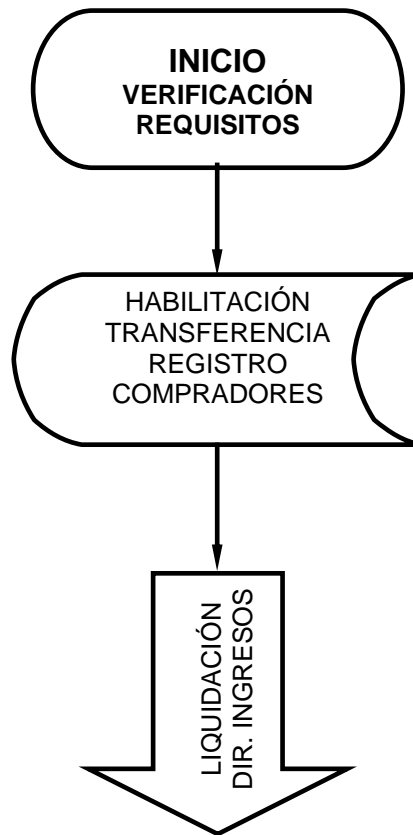 INICIO
VERIFICACIÓN
REQUISITOS
HABILITACIÓN
TRANSFERENCIA
REGISTRO
COMPRADORES
LIQUIDACIÓN
DIR. INGRESOS